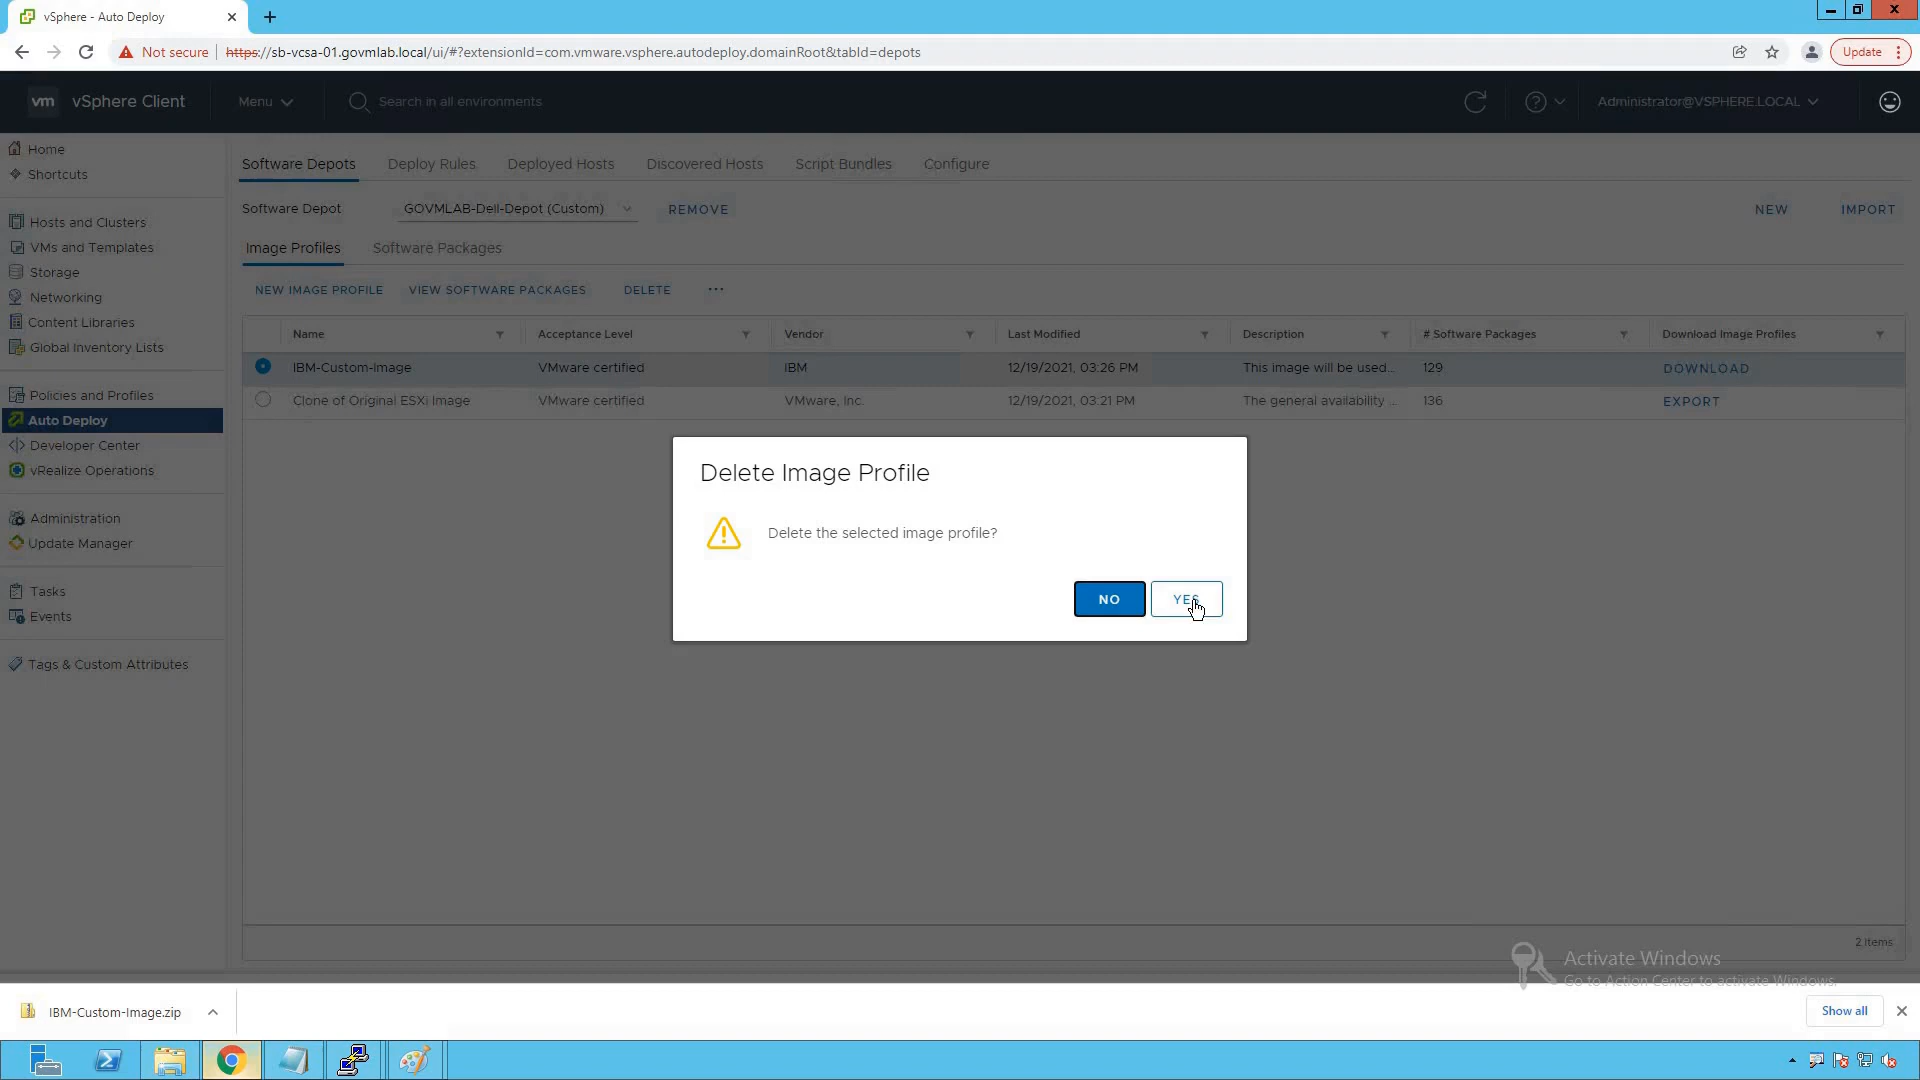 vSphere - Auto Deploy
Not secure
https://sb-vcsa-01.govmlab.local/ui/#?extensionId=com.vmware.vsphere.autodeploy.domainRoot&tabId=depots
Update
vm
vSphere Client
Menu
Search in all environments
Administrator@VSPHERE.LOCAL
Home
Shortcuts
Hosts and Clusters
VMs and Templates
Storage
Networking
Content Libraries
Global Inventory Lists
Policies and Profiles
Auto Deploy
Developer Center
vRealize Operations
Administration
Update Manager
Tasks
Events
Tags & Custom Attributes
Software Depots Deploy Rules Deployed Hosts Discovered Hosts Script Bundles Configure
Software Depot GOVMLAB-Dell-Depot (Custom) REMOVE NEW IMPORT
Image Profiles Software Packages
NEW IMAGE PROFILE VIEW SOFTWARE PACKAGES DELETE ...
Name Acceptance Level Vendor Last Modified Description # Software Packages Download Image Profiles
IBM-Custom-Image VMware certified IBM 12/19/2021, 03:26 PM This image will be used... 129 DOWNLOAD
Clone of Original ESXi Image VMware certified VMware, Inc. 12/19/2021, 03:21 PM The general availability ... 136 EXPORT
Delete Image Profile
Delete the selected image profile?
NO YES
2 items
Activate Windows
Go to Action Center to activate Windows.
IBM-Custom-Image.zip
Show all